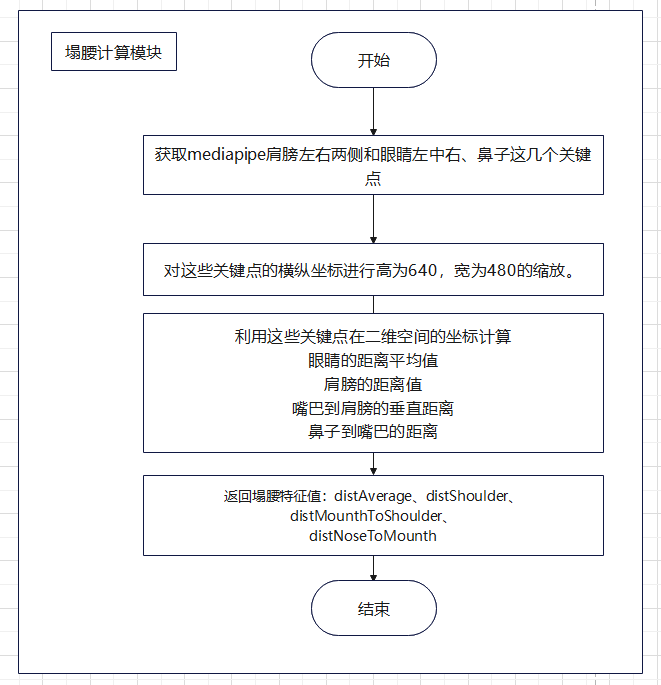 塌腰计算模块
开始
获取mediapipe肩膀左右两侧和眼睛左中右、鼻子这几个关键
点
对这些关键点的横纵坐标进行高为640，宽为480的缩放。
利用这些关键点在二维空间的坐标计算
眼睛的距离平均值
肩膀的距离值
嘴巴到肩膀的垂直距离
鼻子到嘴巴的距离
返回塌腰特征值：distAverage、distShoulder、
distMounthToShoulder、
distNoseToMounth
结束